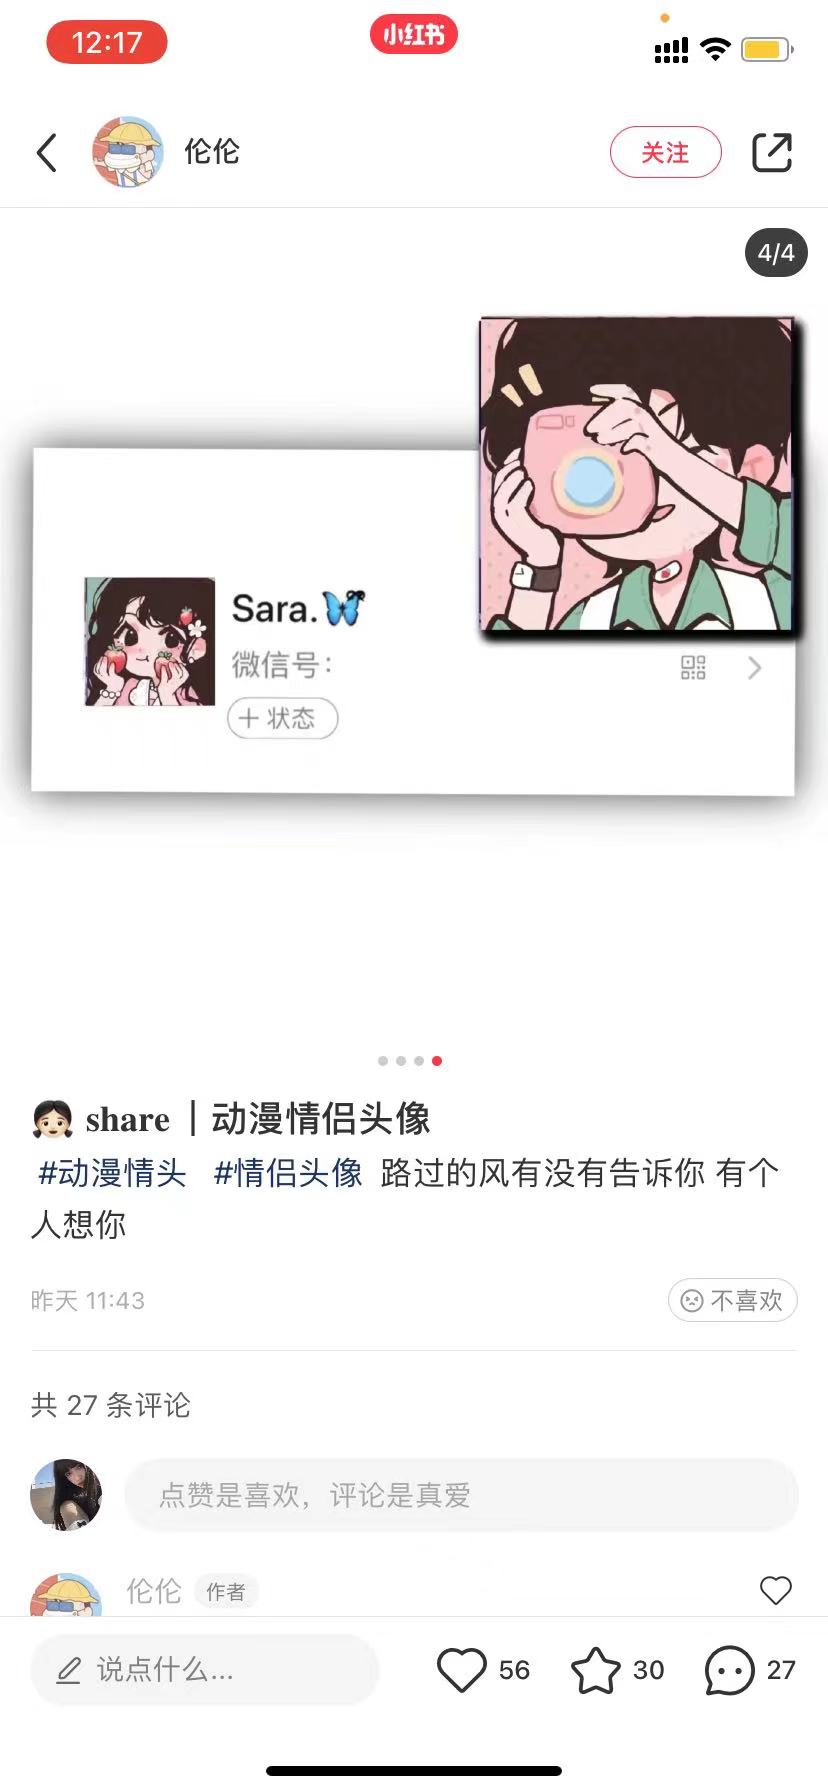 12:17
小红书
伦伦
关注
4/4
Sara.🦋
微信号：
+ 状态
👧🏻 share｜动漫情侣头像
#动漫情头 #情侣头像 路过的风有没有告诉你 有个
人想你
昨天 11:43
不喜欢
共 27 条评论
点赞是喜欢，评论是真爱
伦伦 作者
说点什么...
56
30
27